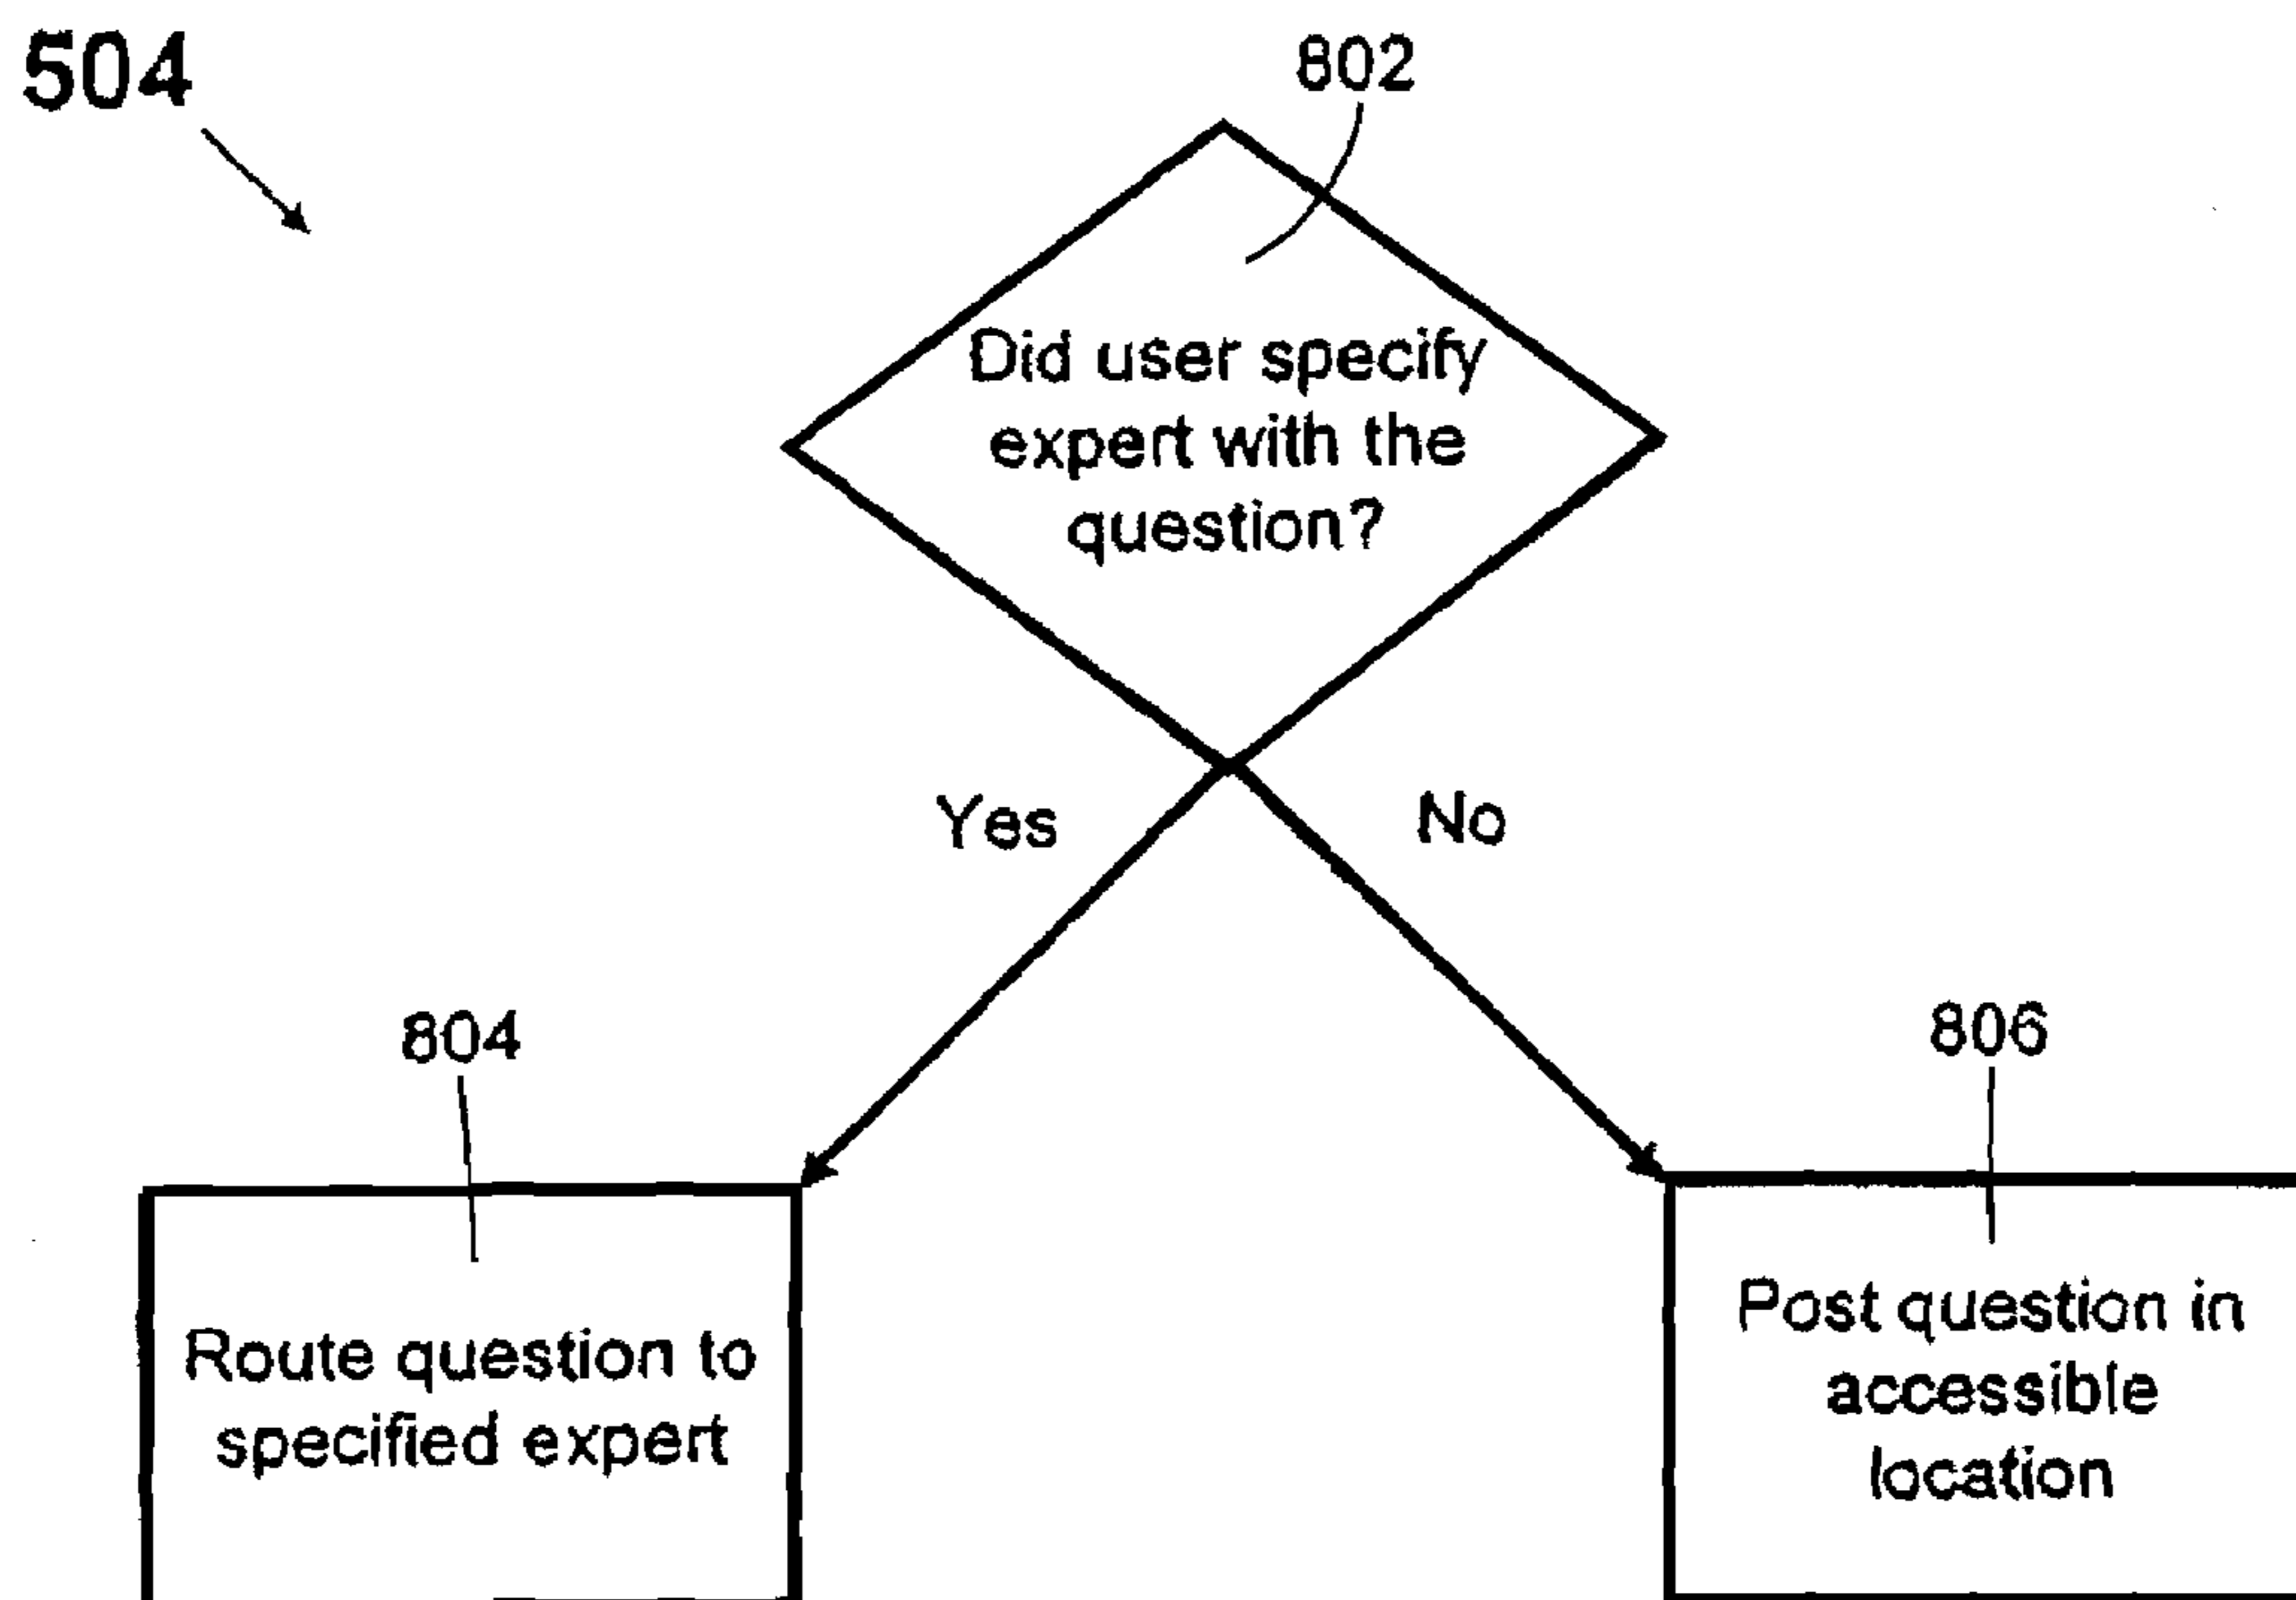 504
802
Did user specify
expert with the
question?
Yes
No
804
806
Route question to
specified expert
Post question in
accessible
location